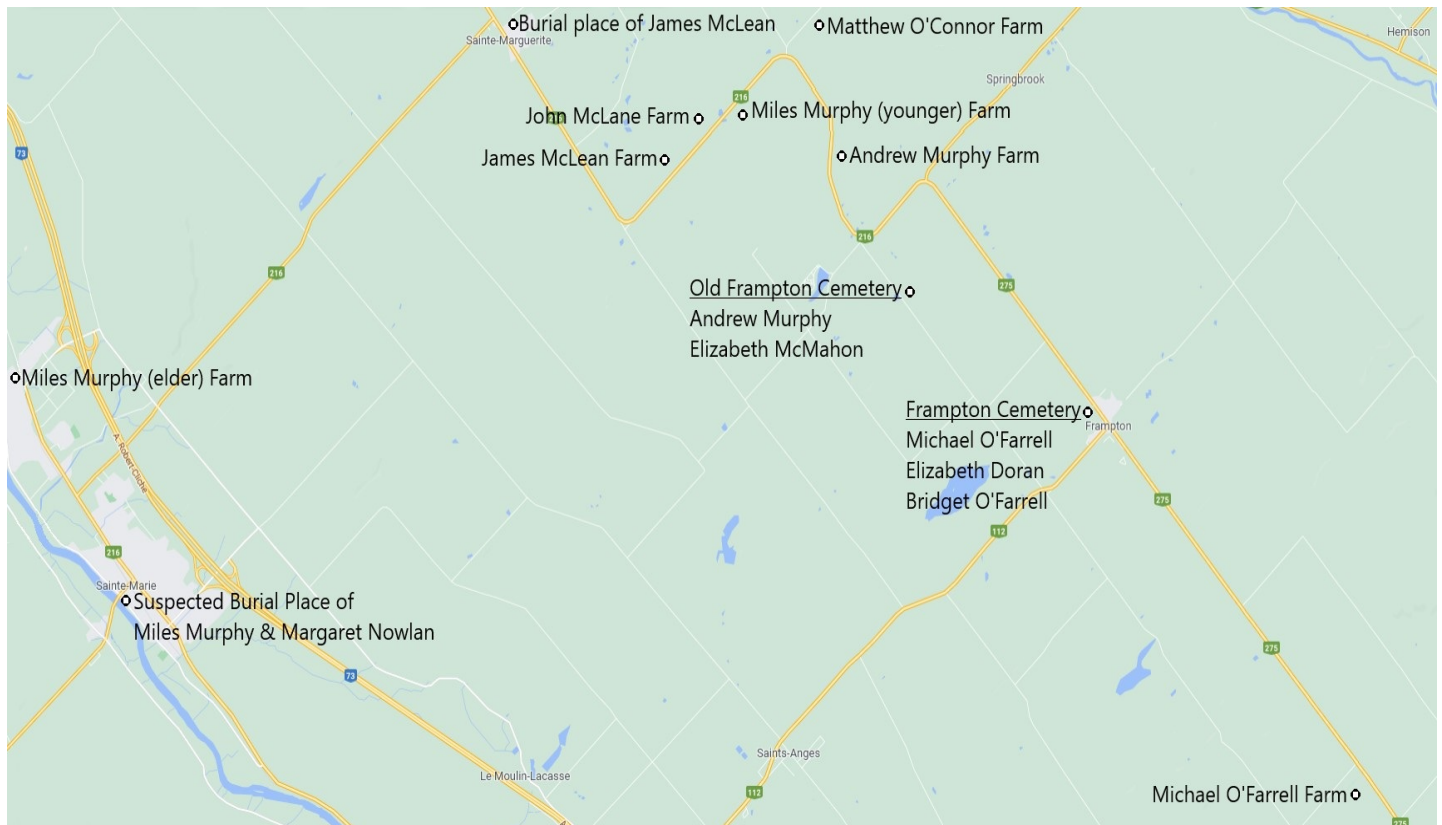 Burial place of James McLean
Matthew O'Connor Farm
Hemison
Sainte-Marguerite
Springbrook
216
Miles Murphy (younger) Farm
John McLane Farm
James McLean Farm
Andrew Murphy Farm
73
216
216
275
Old Frampton Cemetery
Andrew Murphy
Elizabeth McMahon
Miles Murphy (elder) Farm
Frampton Cemetery
Frampton
Michael O'Farrell
Elizabeth Doran
Bridget O'Farrell
A. Robert-Cliche
275
112
216
Sainte-Marie
Suspected Burial Place of
Miles Murphy & Margaret Nowlan
275
73
Saints-Anges
Le Moulin-Lacasse
112
Michael O'Farrell Farm
275